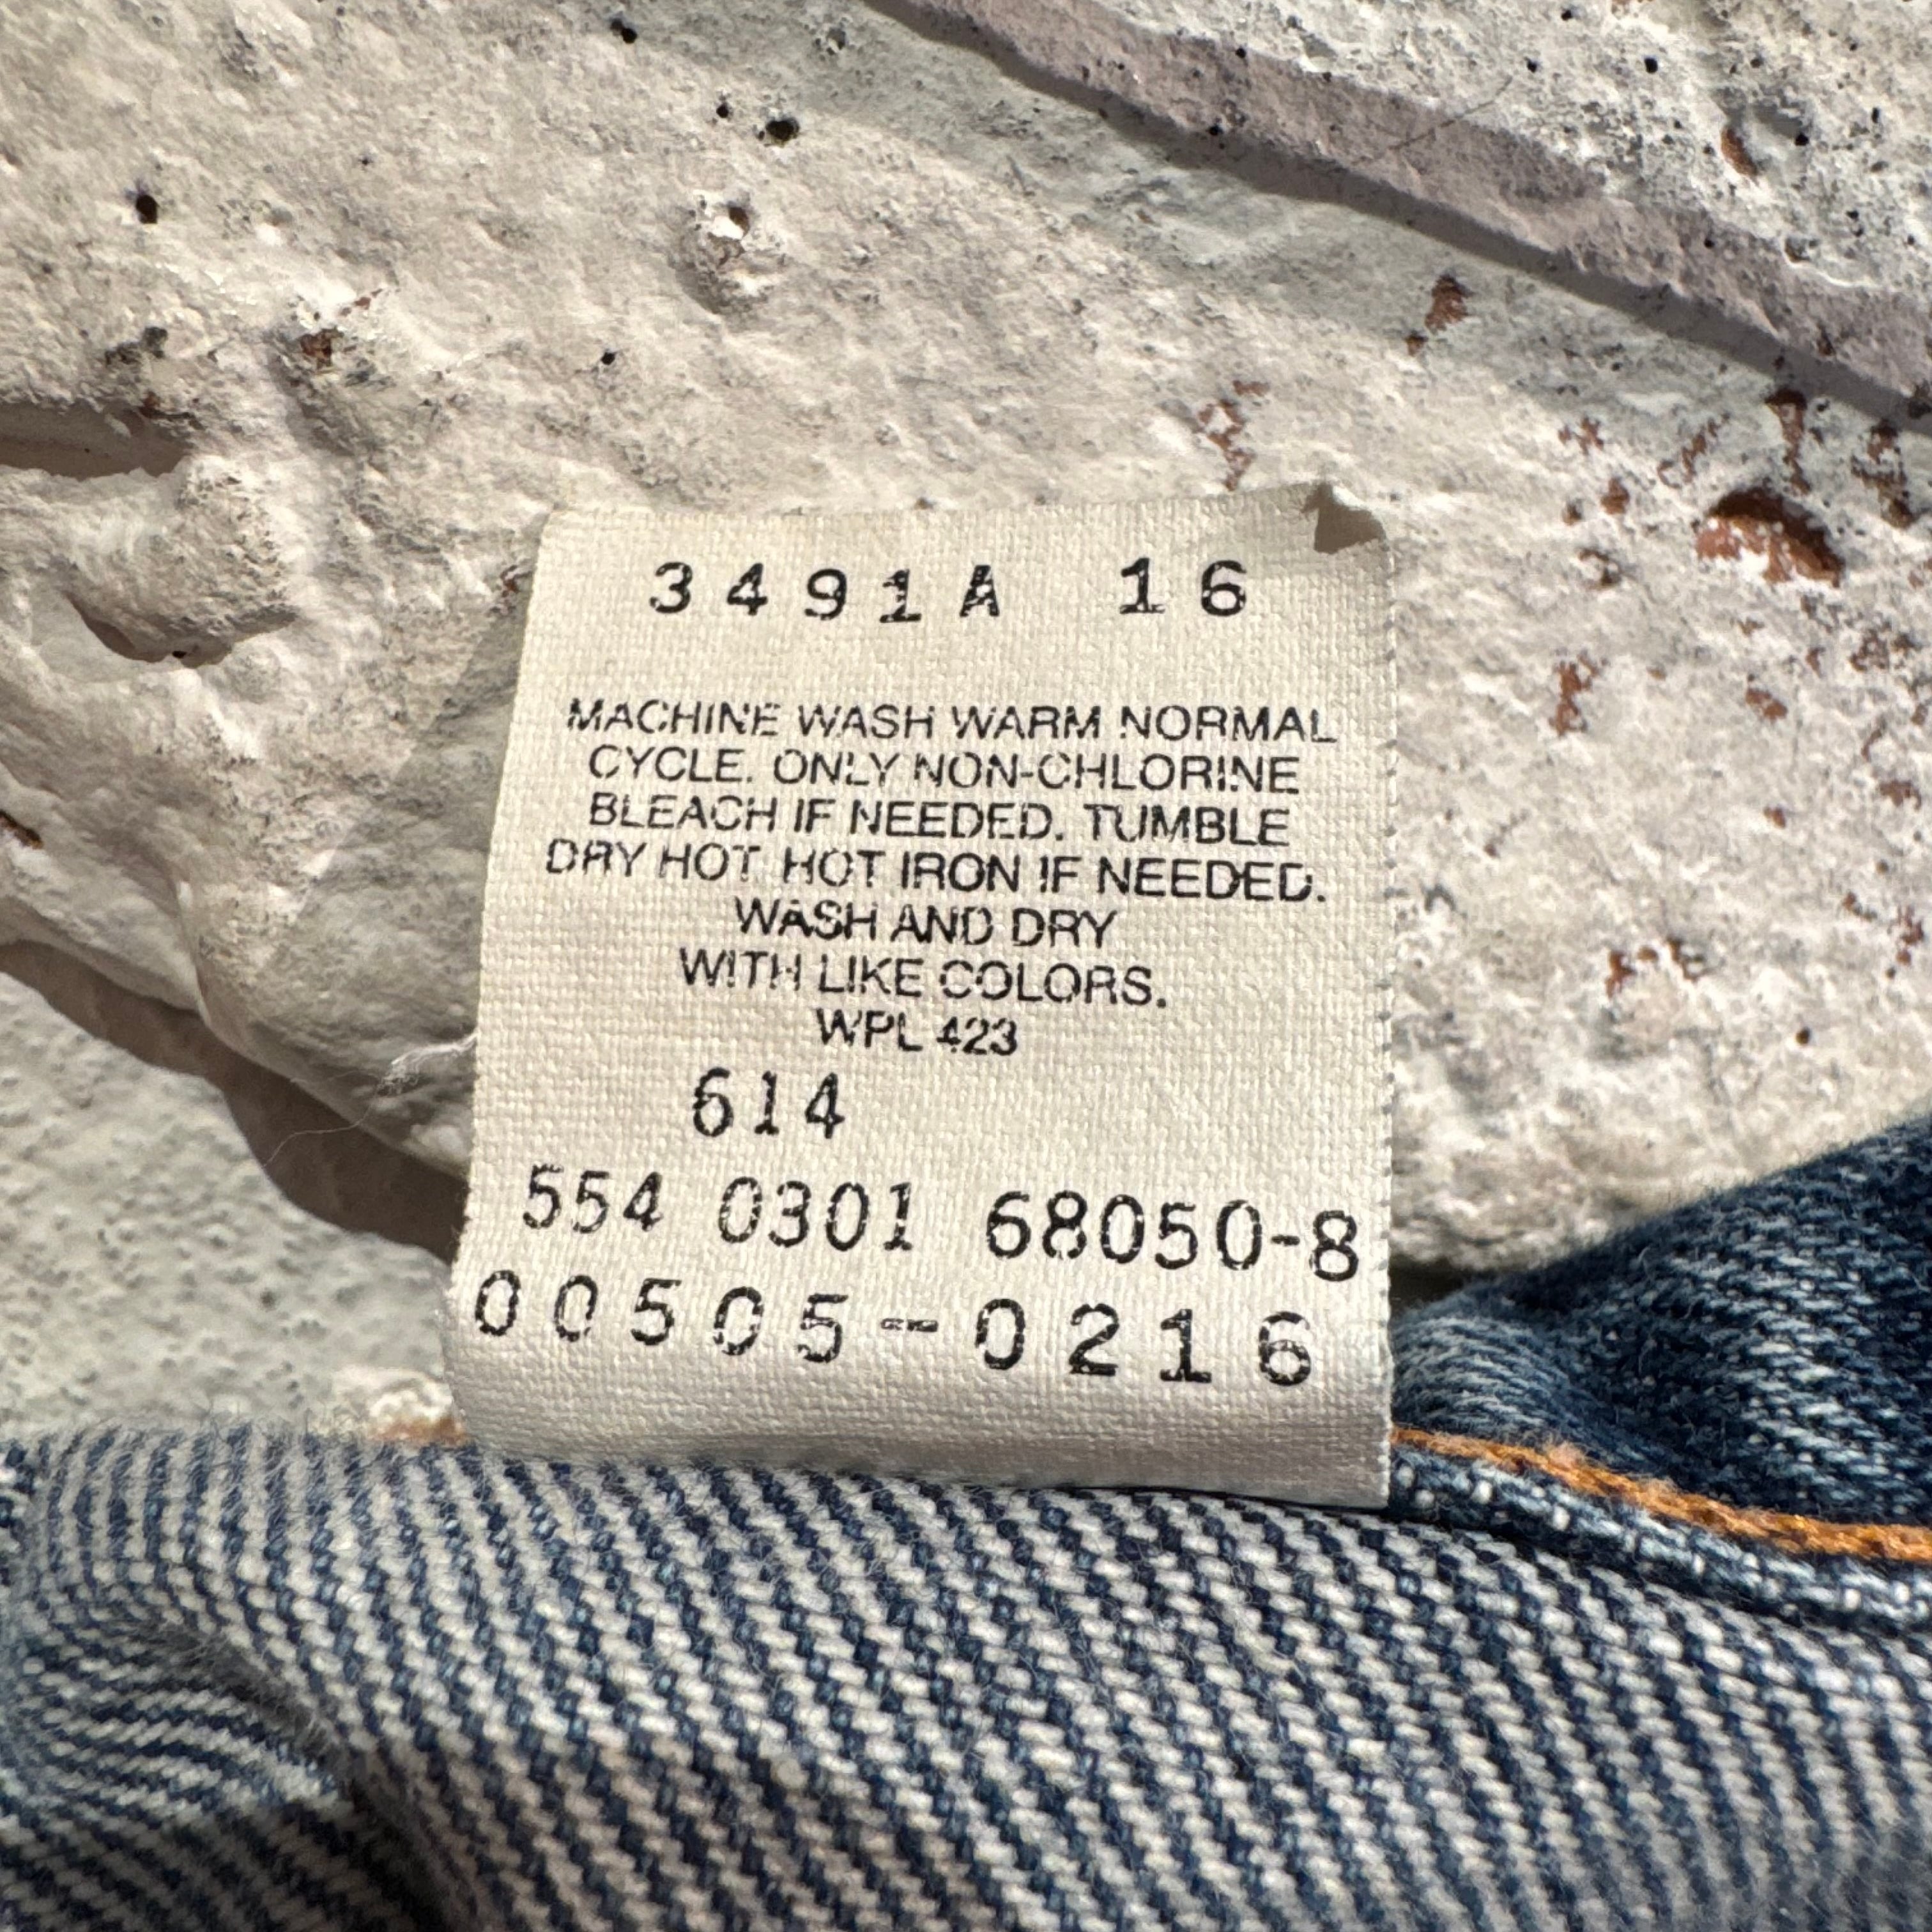 3491A 16
MACHINE WASH WARM NORMAL
CYCLE. ONLY NON-CHLORINE
BLEACH IF NEEDED. TUMBLE
DRY HOT HOT IRON IF NEEDED.
WASH AND DRY
WITH LIKE COLORS.
WPL 423
614
554 0301 68050-8
00505-0216